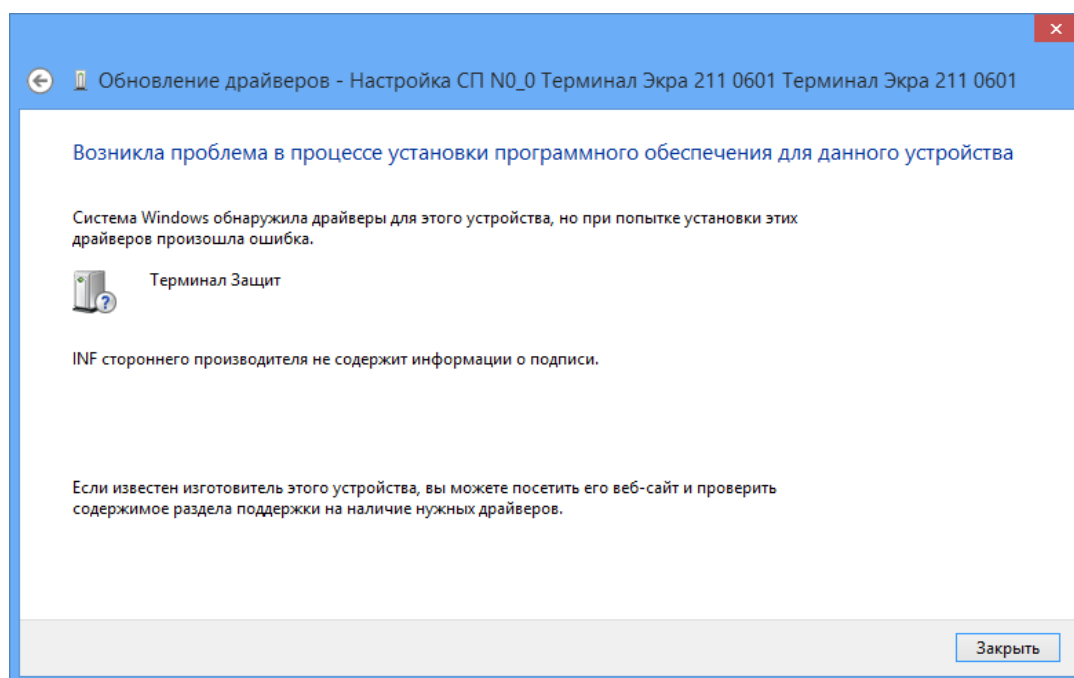 Обновление драйверов - Настройка СП N0_0 Терминал Экра 211 0601 Терминал Экра 211 0601
Возникла проблема в процессе установки программного обеспечения для данного устройства
Система Windows обнаружила драйверы для этого устройства, но при попытке установки этих
драйверов произошла ошибка.
Терминал Защит
INF стороннего производителя не содержит информации о подписи.
Если известен изготовитель этого устройства, вы можете посетить его веб-сайт и проверить
содержимое раздела поддержки на наличие нужных драйверов.
Закрыть